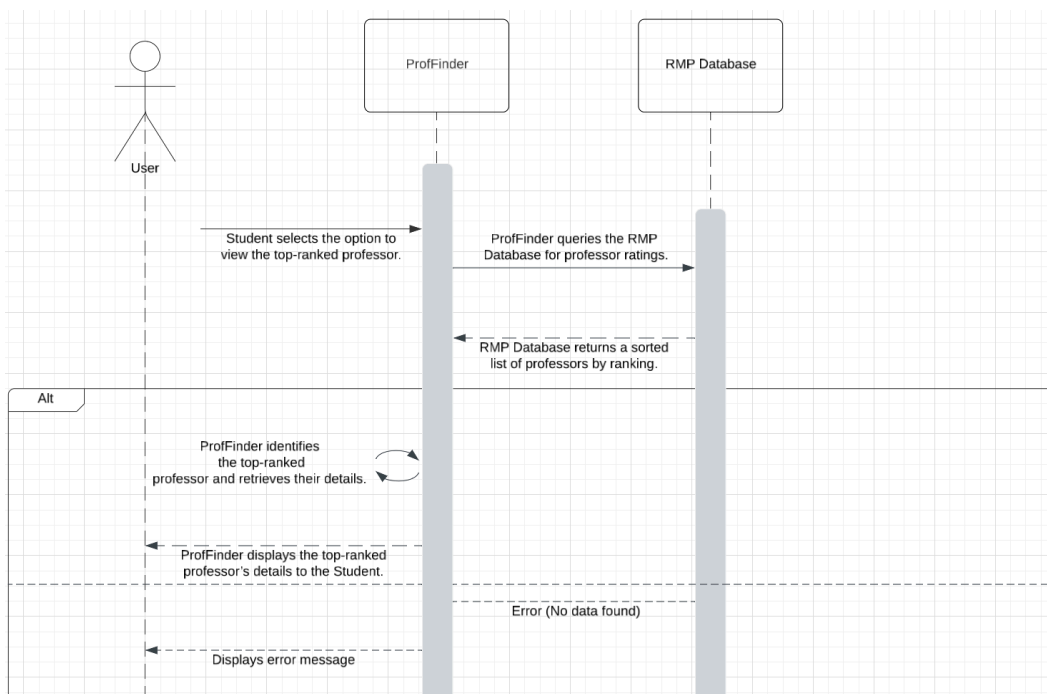 ProfFinder
RMP Database
User
Student selects the option to
view the top-ranked professor.
ProfFinder queries the RMP
Database for professor ratings.
RMP Database returns a sorted
list of professors by ranking.
Alt
ProfFinder identifies
the top-ranked
professor and retrieves their details.
ProfFinder displays the top-ranked
professor's details to the Student.
Error (No data found)
Displays error message